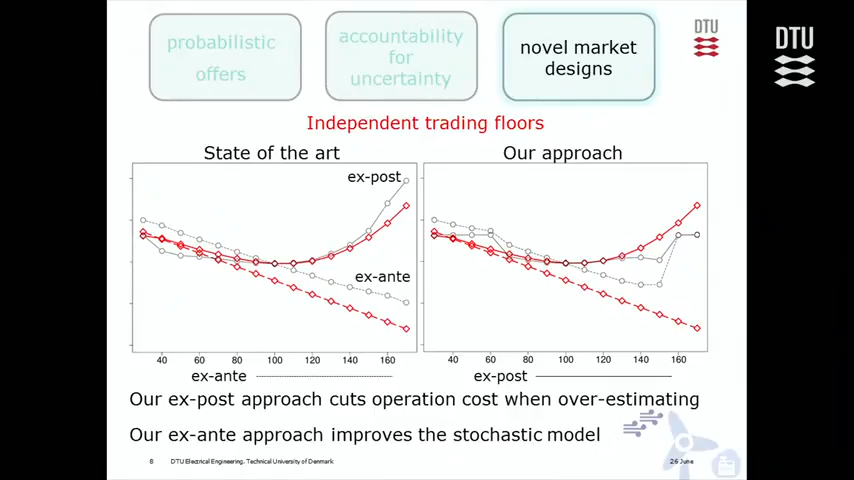 probabilistic
offers
accountability
for
uncertainty
novel market
designs
DTU
DTU
Independent trading floors
State of the art
Our approach
ex-post
ex-ante
40 60 80 100 120 140 160
40 60 80 100 120 140 160
ex-ante
ex-post
Our ex-post approach cuts operation cost when over-estimating
Our ex-ante approach improves the stochastic model
8 DTU Electrical Engineering, Technical University of Denmark 26 June